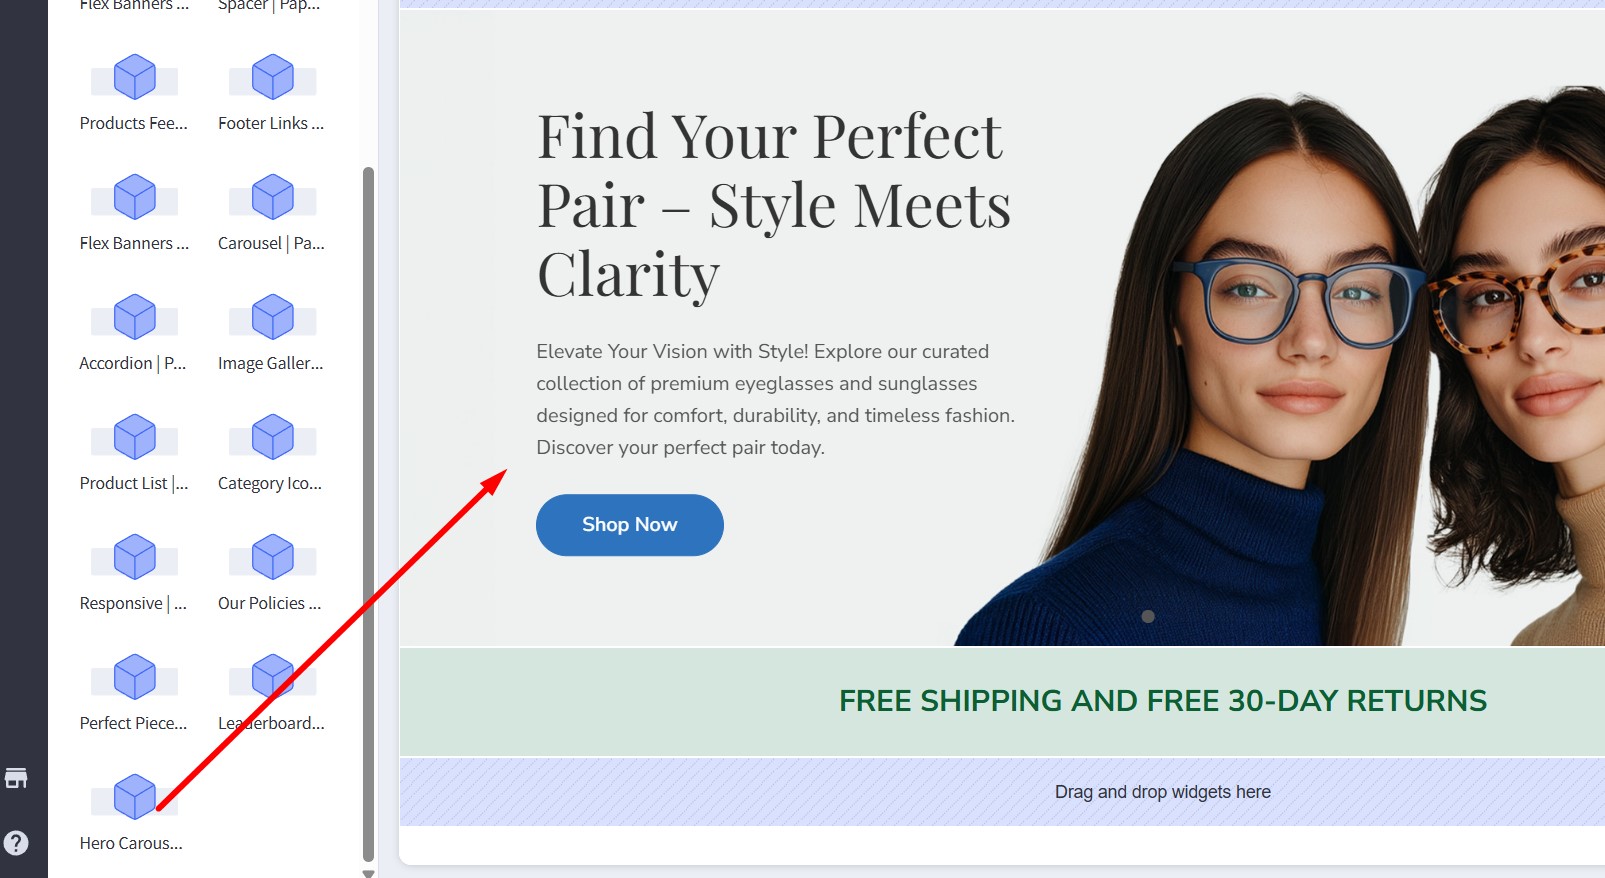 Flex Banners ...
Spacer | Pap...
Products Fee...
Footer Links ...
Flex Banners ...
Carousel | Pa...
Accordion | P...
Image Galler...
Product List |...
Category Ico...
Responsive | ...
Our Policies ...
Perfect Piece...
Leaderboard...
Hero Carous...
Find Your Perfect
Pair – Style Meets
Clarity
Elevate Your Vision with Style! Explore our curated
collection of premium eyeglasses and sunglasses
designed for comfort, durability, and timeless fashion.
Discover your perfect pair today.
Shop Now
FREE SHIPPING AND FREE 30-DAY RETURNS
Drag and drop widgets here